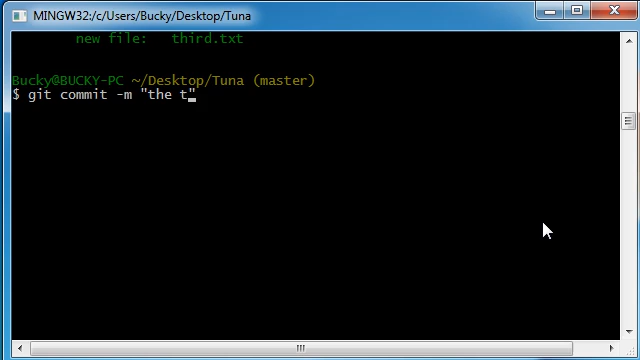 MINGW32:/c/Users/Bucky/Desktop/Tuna
new file: third.txt
Bucky@BUCKY-PC ~/Desktop/Tuna (master)
$ git commit -m "the t"